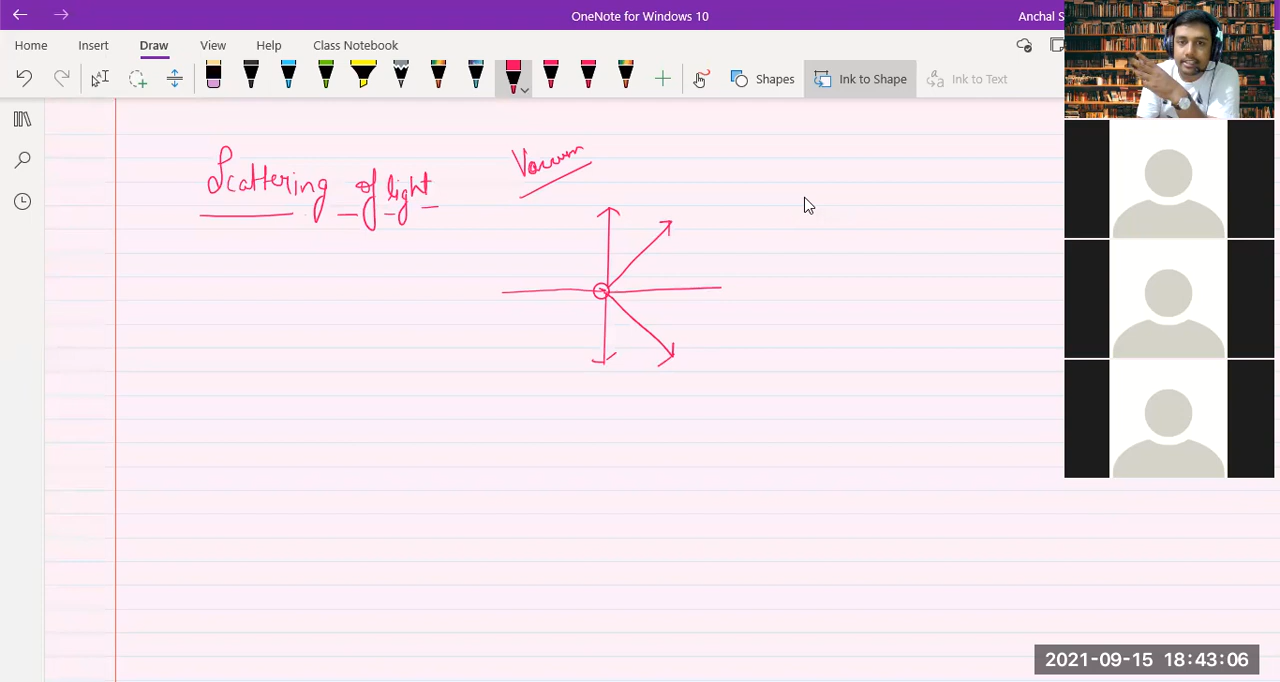 OneNote for Windows 10
Anchal S
Home Insert Draw View Help Class Notebook
Shapes Ink to Shape Ink to Text
Scattering of light
Vacuum
2021-09-15 18:43:06